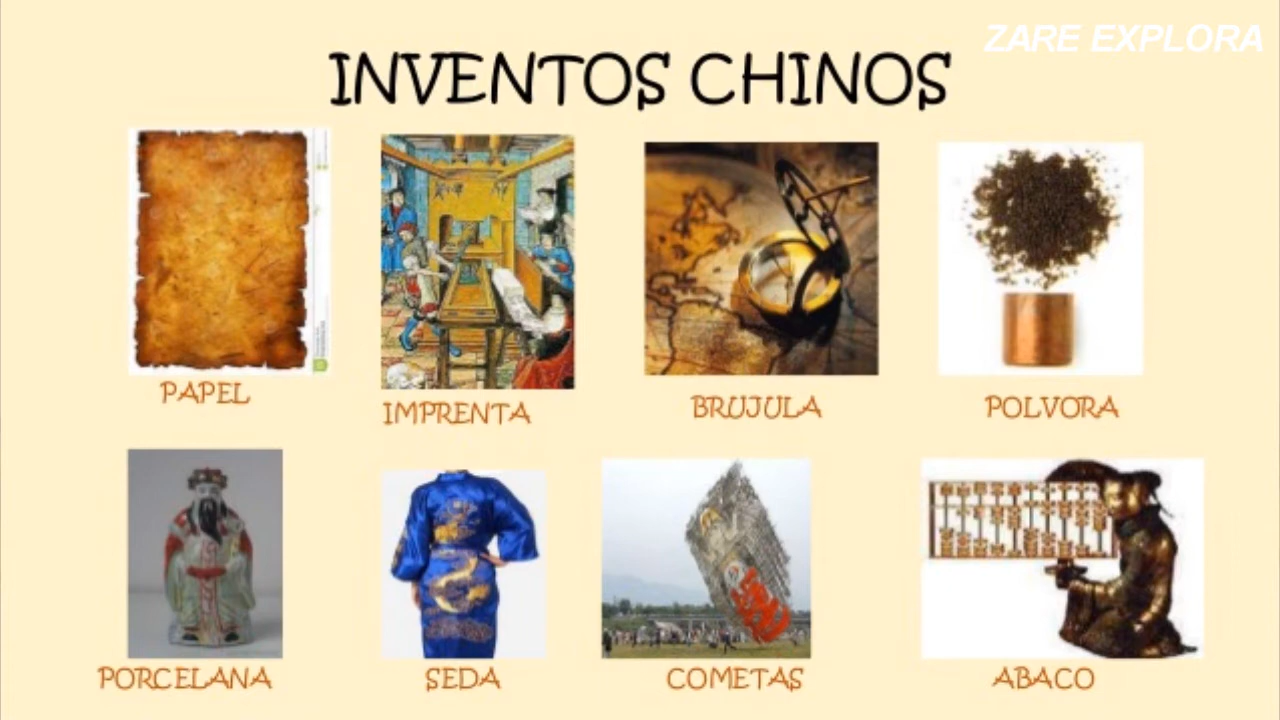 ZARE EXPLORA
INVENTOS CHINOS
PAPEL
IMPRENTA
BRUJULA
POLVORA
PORCELANA
SEDA
COMETAS
ABACO